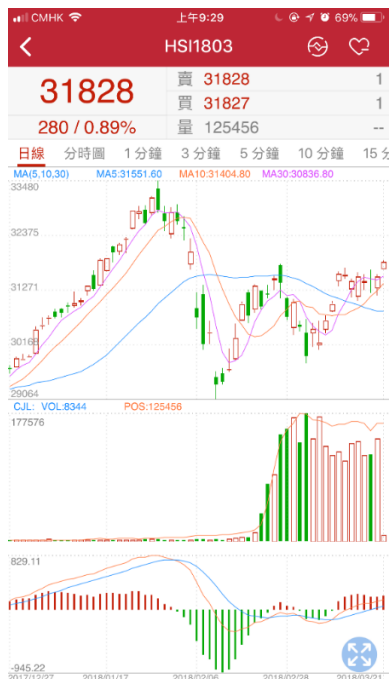 CMHK 上午9:29 69%
HSI1803
31828
280 / 0.89%
賣 31828 1
買 31827 1
量 125456 --
日線 分時圖 1分鐘 3分鐘 5分鐘 10分鐘 15
MA(5,10,30) MA5:31551.60 MA10:31404.80 MA30:30836.80
33480
32375
31271
30168
29064
CJL: VOL:8344 POS:125456
177576
829.11
-945.22
2017/12/27 2018/01/17 2018/02/06 2018/02/28 2018/03/21